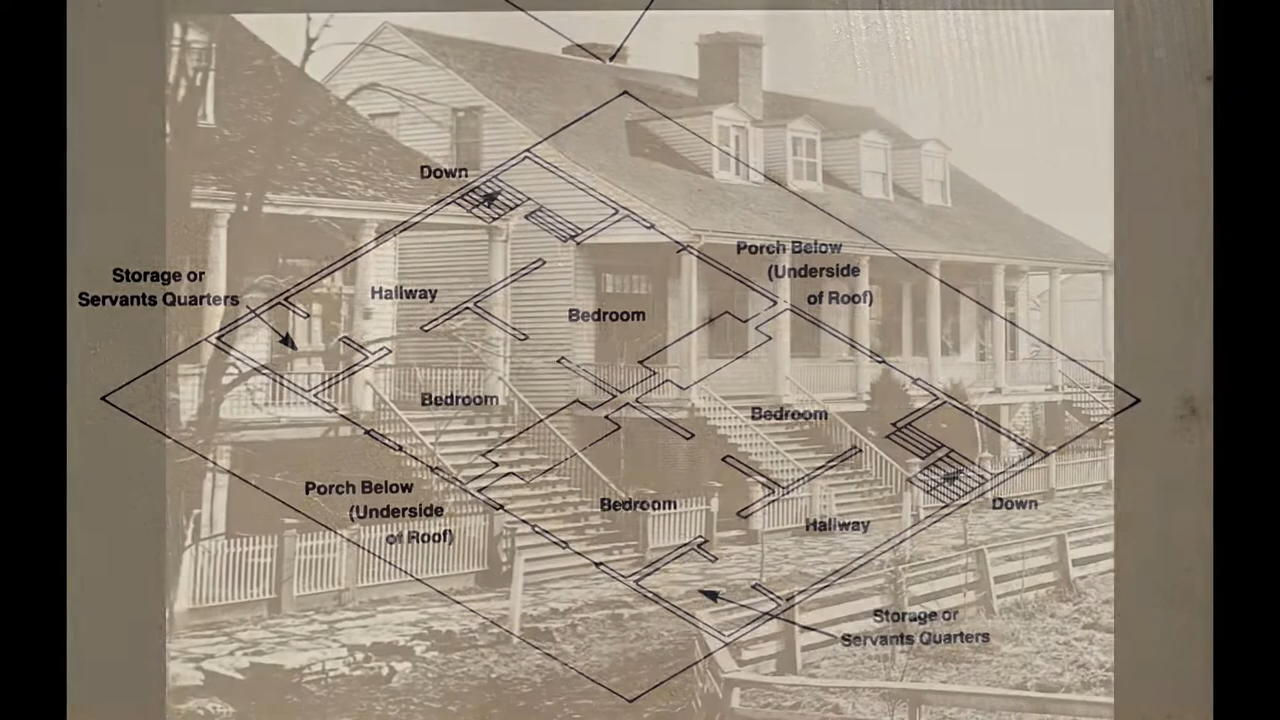 Down
Porch Below
(Underside
of Roof)
Storage or
Servants Quarters
Hallway
Bedroom
Bedroom
Bedroom
Porch Below
(Underside
of Roof)
Bedroom
Down
Hallway
Storage or
Servants Quarters